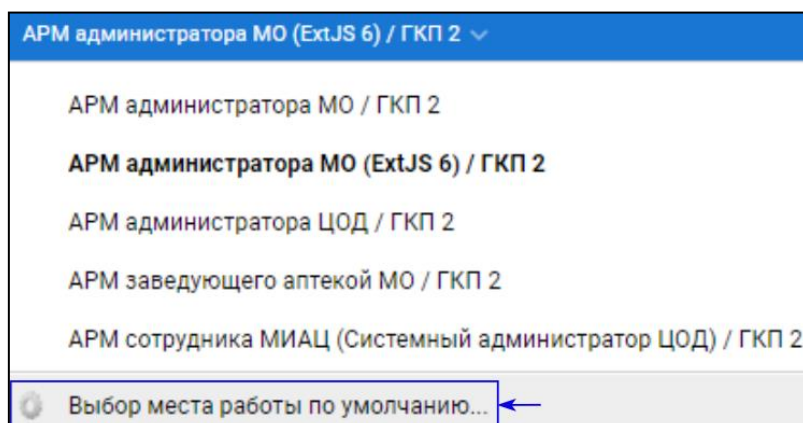 АРМ администратора МО (ExtJS 6) / ГКП 2
АРМ администратора МО / ГКП 2
АРМ администратора МО (ExtJS 6) / ГКП 2
АРМ администратора ЦОД / ГКП 2
АРМ заведующего аптекой МО / ГКП 2
АРМ сотрудника МИАЦ (Системный администратор ЦОД) / ГКП 2
Выбор места работы по умолчанию...